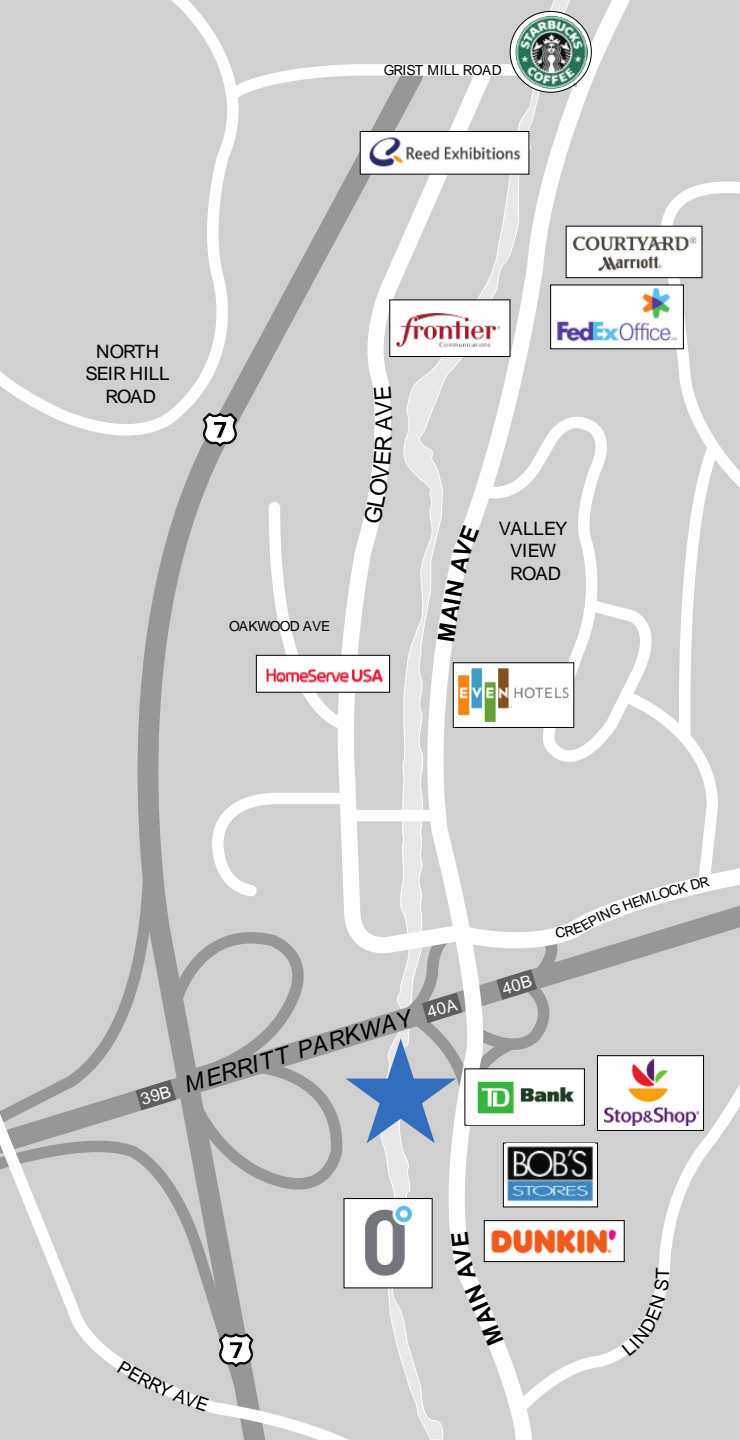 STARBUCKS
COFFEE
GRIST MILL ROAD
Reed Exhibitions
COURTYARD®
Marriott.
FedEx Office
frontier
Communications
NORTH
SEIR HILL
ROAD
7
GLOVER AVE
VALLEY
VIEW
ROAD
MAIN AVE
OAKWOOD AVE
HomeServe USA
EVEN HOTELS
CREEPING HEMLOCK DR
40B
40A
MERRITT PARKWAY
39B
TD Bank
Stop&Shop
BOB'S
STORES
0°
DUNKIN'
MAIN AVE
LINDEN ST
7
PERRY AVE